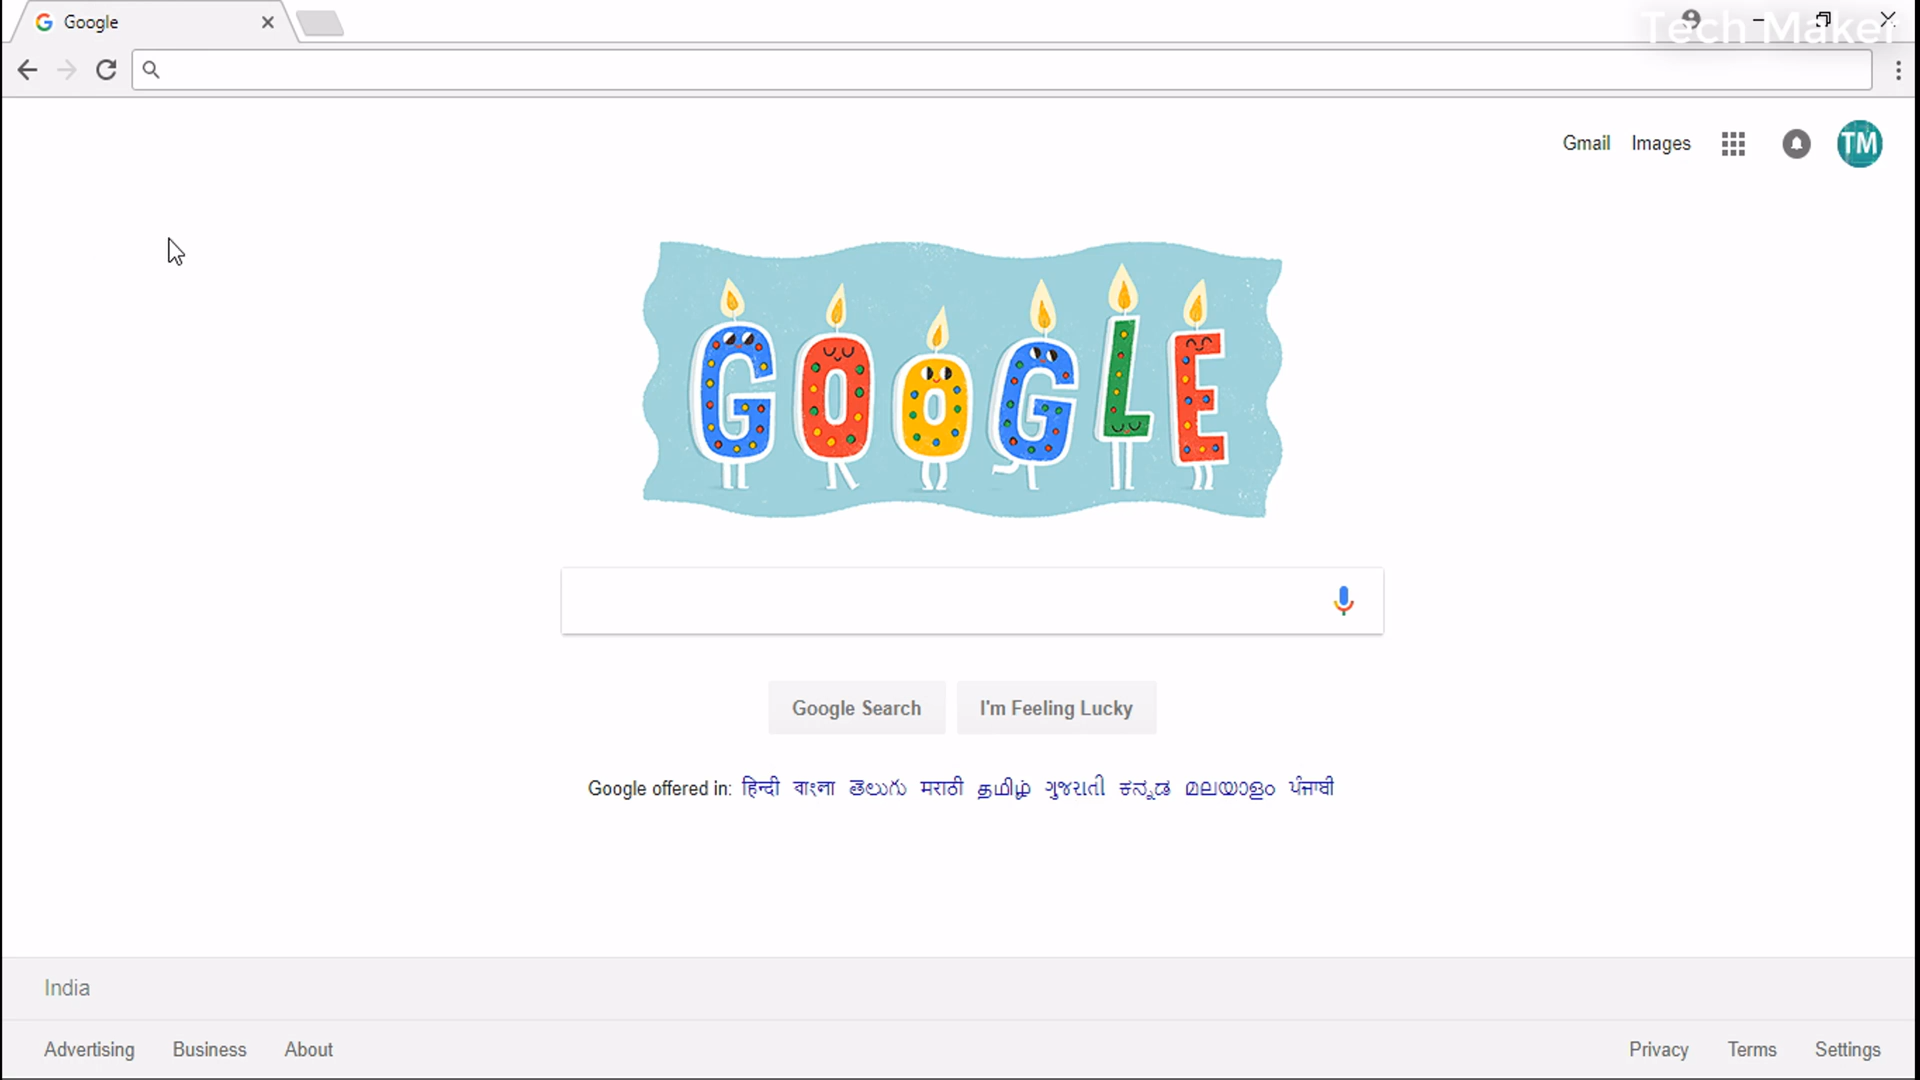 Google
Tech Maker
Gmail Images TM
GOOGLE
Google Search I'm Feeling Lucky
Google offered in: हिन्दी বাংলা తెలుగు मराठी தமிழ் ગુજરાતી ಕನ್ನಡ മലയാളം ਪੰਜਾਬੀ
India
Advertising Business About Privacy Terms Settings